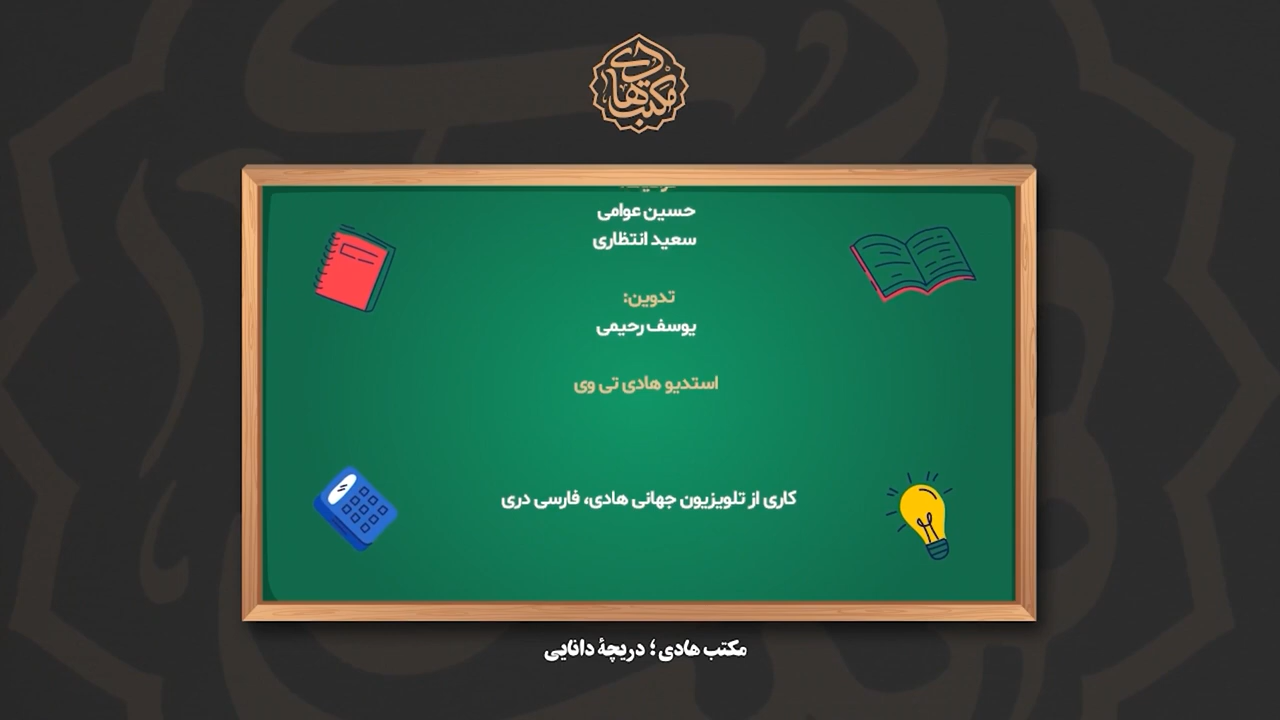 مکتب هادی
حسین عوامی
سعید انتظاری
تدوین:
یوسف رحیمی
استدیو هادی تی وی
کاری از تلویزیون جهانی هادی، فارسی دری
مکتب هادی؛ دریچهٔ دانایی